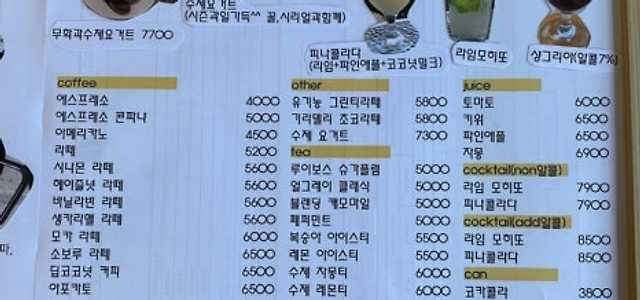 수제요거트
(시즌과일가득^^ 꿀,시리얼과함께)
무화과수제요거트 7700
피나콜라다
(라임+파인애플+코코넛밀크)
라임모히또
샹그리아(알콜7%)
coffee
에스프레소 4000
에스프레소 콘파나 5000
아메리카노 4500
라떼 5200
시나몬 라떼 5600
헤이즐넛 라떼 5600
바닐라빈 라떼 5600
생카라멜 라떼 5600
모카 라떼 6000
소보루 라떼 6500
딥코코넛 커피 6500
아포카토 6500
other
유기농 그린티라떼 5800
기라델리 초코라떼 5800
수제 요거트 7300
tea
루이보스 슈가플럼 5000
얼그레이 클래식 5000
블렌딩 캐모마일 5000
페퍼민트 5000
복숭아 아이스티 5500
레몬 아이스티 5500
수제 자몽티 6000
수제 레몬티 6000
juice
토마토 6000
키위 6500
파인애플 6500
자몽 6900
cocktail(non알콜)
라임 모히또 7900
피나콜라다 7900
cocktail(add알콜)
라임 모히또 8500
피나콜라다 8500
can
코카콜라 3800